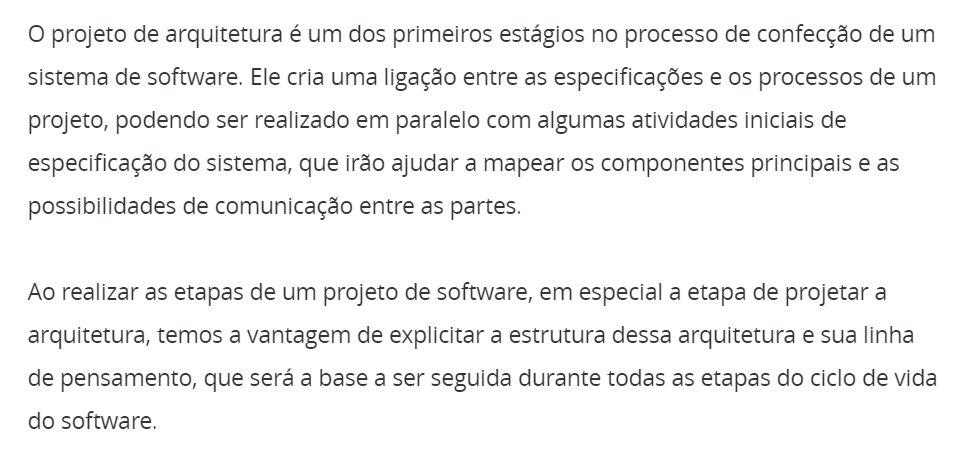 O projeto de arquitetura é um dos primeiros estágios no processo de confecção de um
sistema de software. Ele cria uma ligação entre as especificações e os processos de um
projeto, podendo ser realizado em paralelo com algumas atividades iniciais de
especificação do sistema, que irão ajudar a mapear os componentes principais e as
possibilidades de comunicação entre as partes.
Ao realizar as etapas de um projeto de software, em especial a etapa de projetar a
arquitetura, temos a vantagem de explicitar a estrutura dessa arquitetura e sua linha
de pensamento, que será a base a ser seguida durante todas as etapas do ciclo de vida
do software.